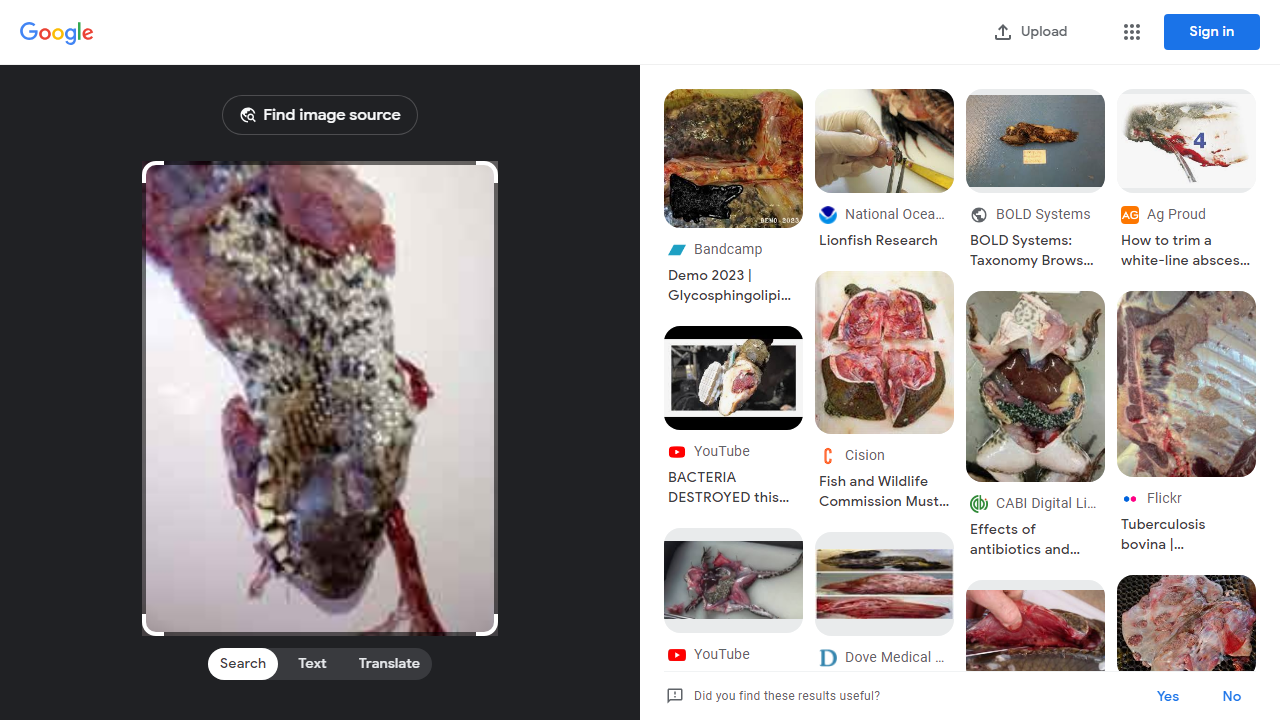 Google
Upload
Sign in
Find image source
Search
Text
Translate
DEMO 2023
Bandcamp
Demo 2023 |
Glycosphingolipi...
National Ocea...
Lionfish Research
BOLD Systems
BOLD Systems:
Taxonomy Brows...
4
AG
Ag Proud
How to trim a
white-line absces...
YouTube
BACTERIA
DESTROYED this...
Cision
Fish and Wildlife
Commission Must...
CABI Digital Li...
Effects of
antibiotics and...
Flickr
Tuberculosis
bovina |...
YouTube
Dove Medical ...
Did you find these results useful?
Yes
No